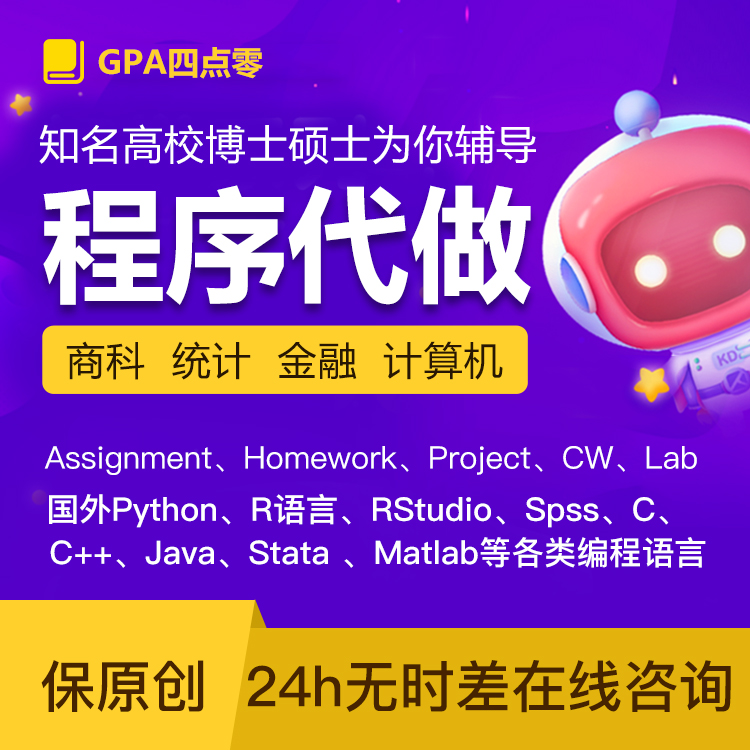 GPA四点零
知名高校博士硕士为你辅导
程序代做
商科 统计 金融 计算机
Assignment、Homework、Project、CW、Lab
国外Python、R语言、RStudio、Spss、C、
C++、Java、Stata 、Matlab等各类编程语言
保原创 24h无时差在线咨询